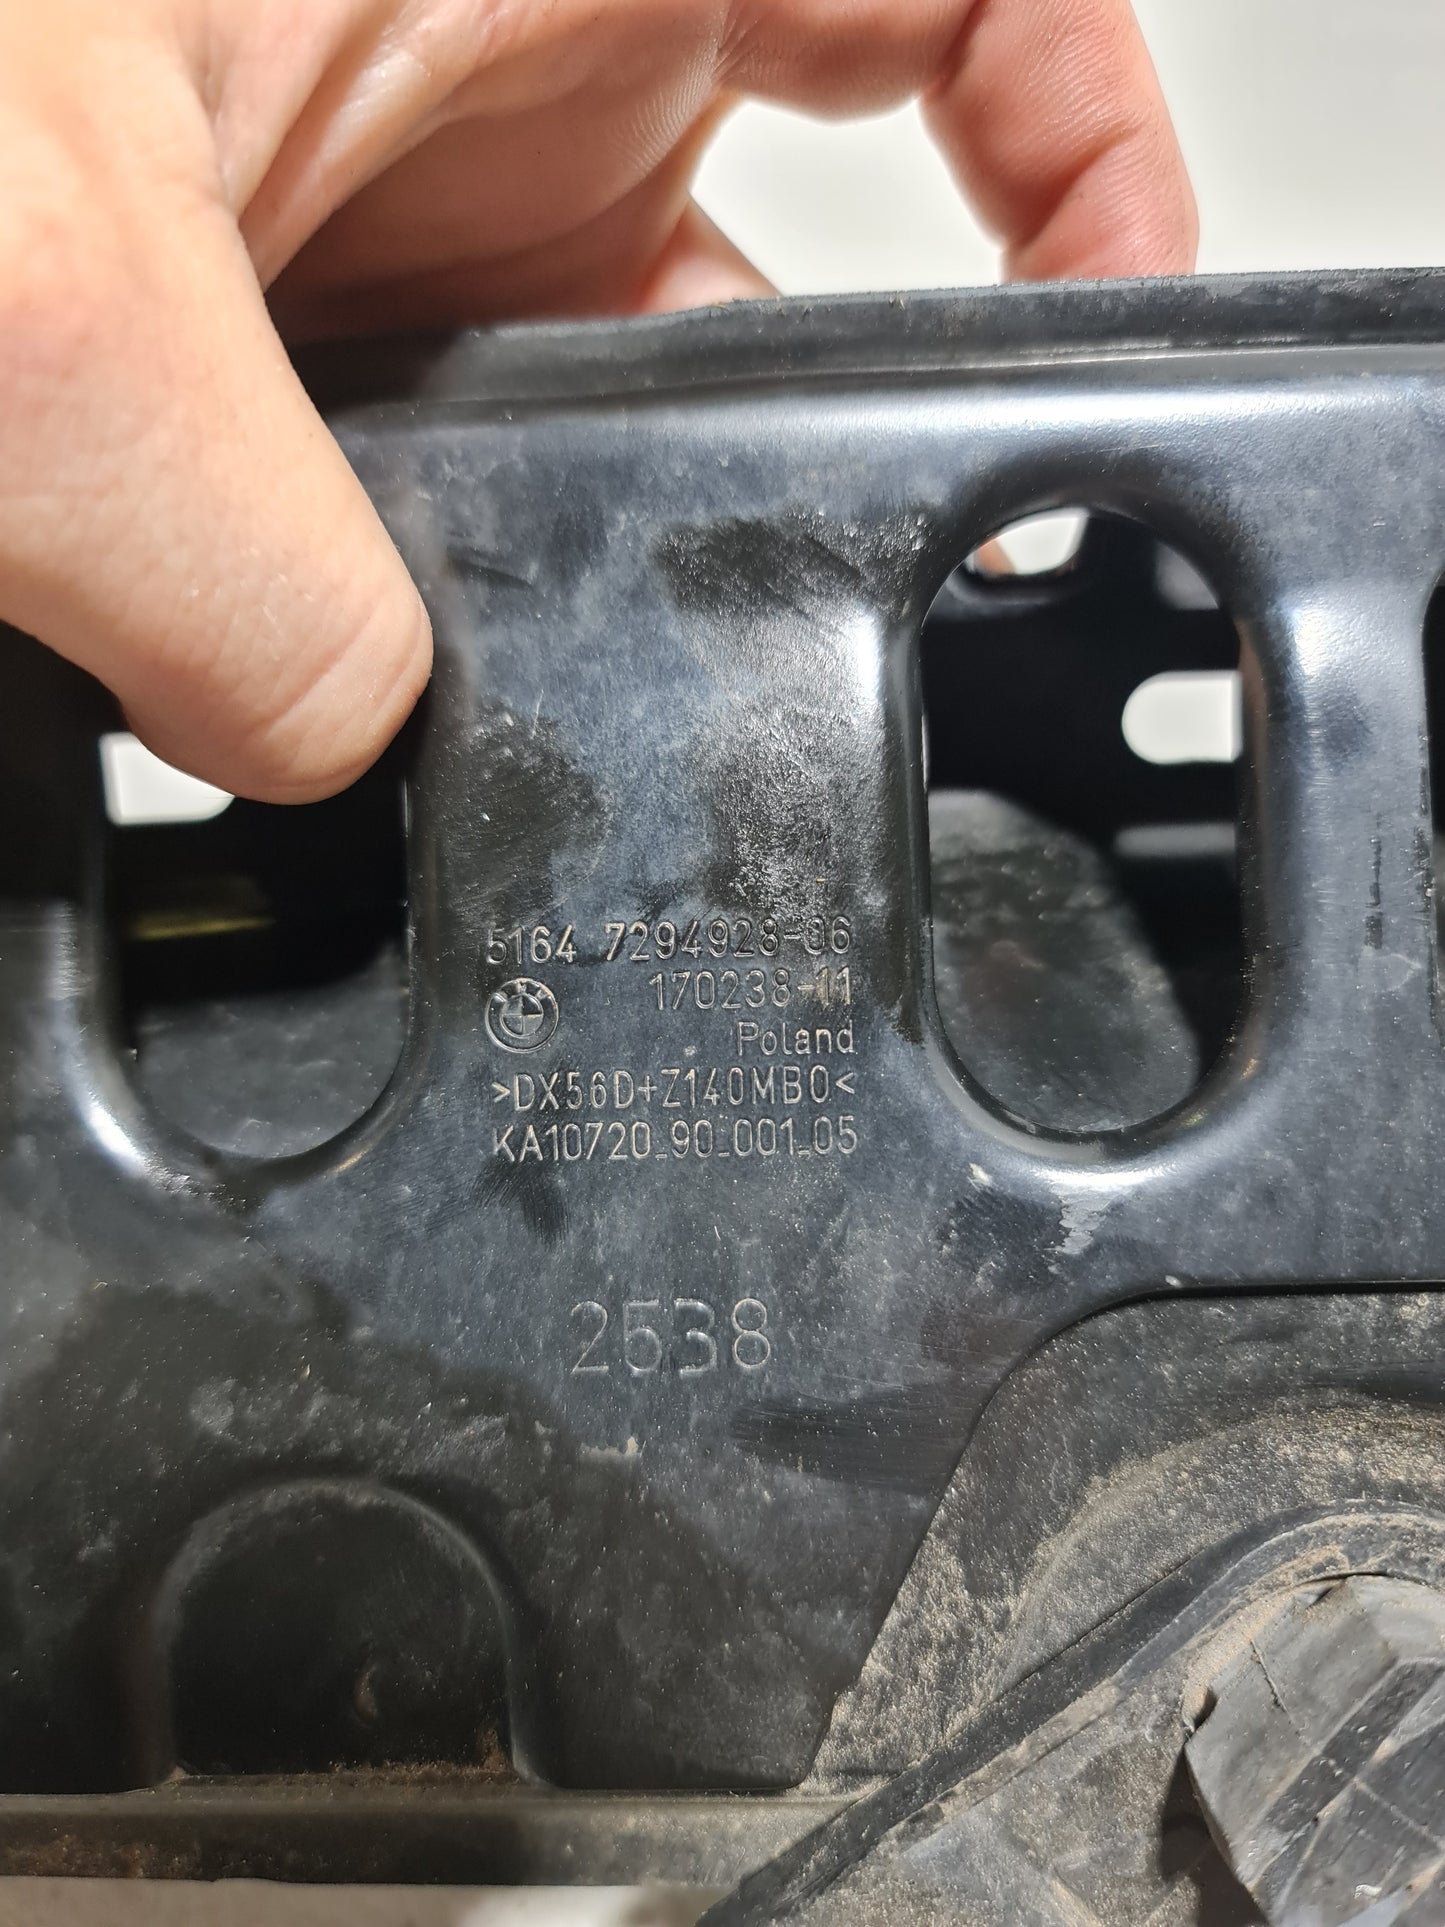 5164 7294928-06
170238-11
Poland
>DX56D+Z140MBO<
KA10720_90_001_05
2538